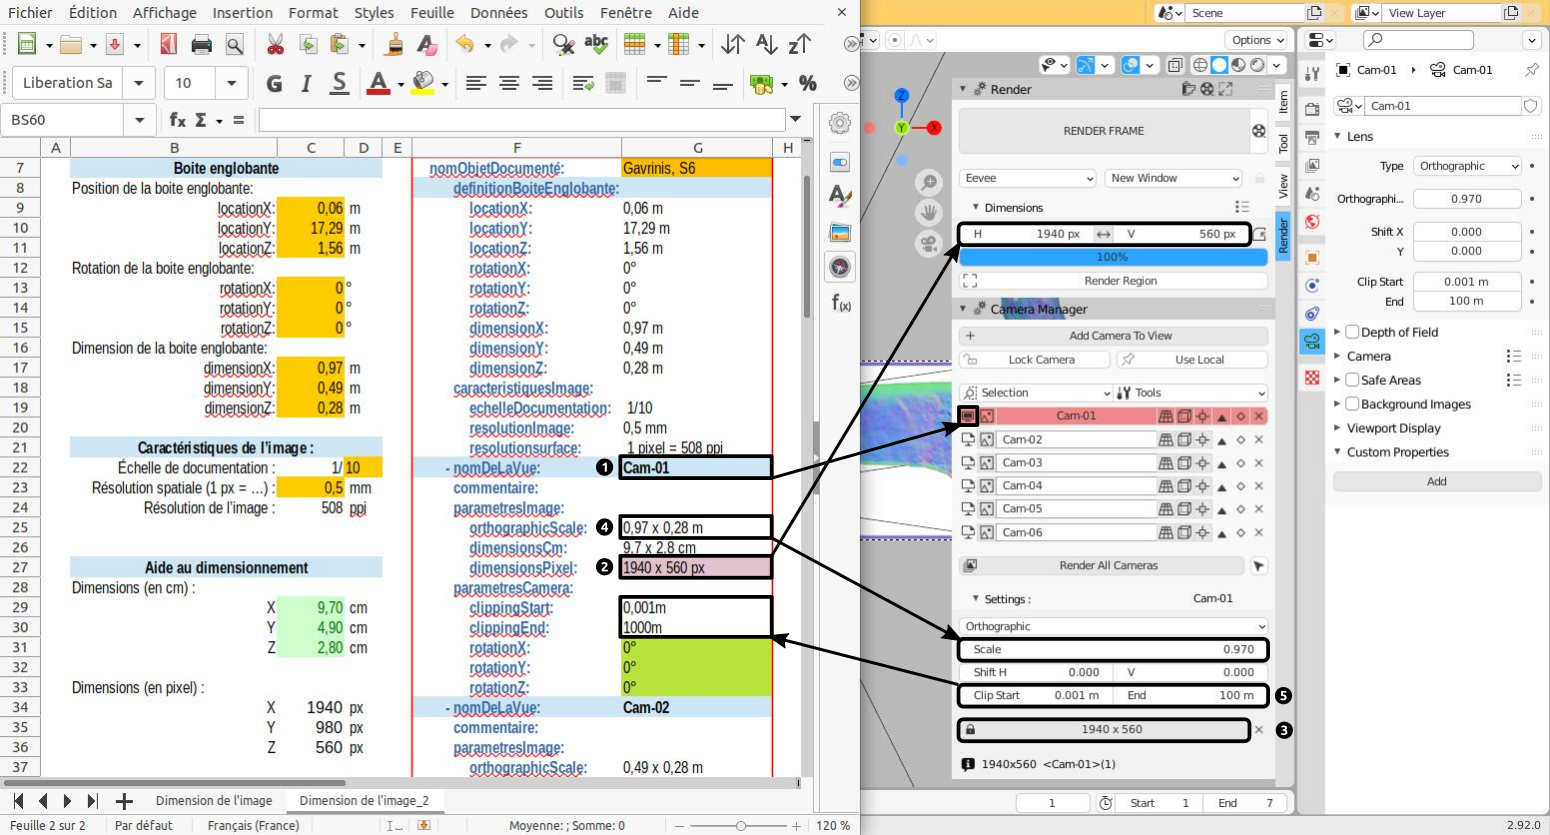 Fichier Édition Affichage Insertion Format Styles Feuille Données Outils Fenêtre Aide
Liberation Sa 10 G I S A %
BS60 fx Σ =
A B C D E F G H
7 Boite englobante nomObjetDocumenté: Gavrinis, S6
8 Position de la boite englobante: definitionBoiteEnglobante:
9 locationX: 0,06 m locationX: 0,06 m
10 locationY: 17,29 m locationY: 17,29 m
11 locationZ: 1,56 m locationZ: 1,56 m
12 Rotation de la boite englobante: rotationX: 0°
13 rotationX: 0 ° rotationY: 0°
14 rotationY: 0 ° rotationZ: 0°
15 rotationZ: 0 ° dimensionX: 0,97 m
16 Dimension de la boite englobante: dimensionY: 0,49 m
17 dimensionX: 0,97 m dimensionZ: 0,28 m
18 dimensionY: 0,49 m caracteristiquesImage:
19 dimensionZ: 0,28 m echelleDocumentation: 1/10
20 resolutionImage: 0,5 mm
21 Caractéristiques de l'image : resolutionsurface: 1 pixel = 508 ppi
22 Échelle de documentation : 1/ 10 - nomDeLaVue: ❶ Cam-01
23 Résolution spatiale (1 px = ...) : 0,5 mm commentaire:
24 Résolution de l'image : 508 ppi parametresImage:
25 orthographicScale: ❹ 0,97 x 0,28 m
26 dimensionsCm: 9,7 x 2,8 cm
27 Aide au dimensionnement dimensionsPixel: ❷ 1940 x 560 px
28 Dimensions (en cm) : parametresCamera:
29 X 9,70 cm clippingStart: 0,001m
30 Y 4,90 cm clippingEnd: 1000m
31 Z 2,80 cm rotationX: 0°
32 rotationY: 0°
33 Dimensions (en pixel) : rotationZ: 0°
34 X 1940 px - nomDeLaVue: Cam-02
35 Y 980 px commentaire:
36 Z 560 px parametresImage:
37 orthographicScale: 0,49 x 0,28 m
Dimension de l'image Dimension de l'image_2
Feuille 2 sur 2 Par défaut Français (France) Moyenne: ; Somme: 0 120 %
Scene View Layer
Options
Z Y X
Render
RENDER FRAME
Eevee New Window
Dimensions
H 1940 px V 560 px
100%
Render Region
Camera Manager
Add Camera To View
Lock Camera Use Local
Selection Tools
Cam-01
Cam-02
Cam-03
Cam-04
Cam-05
Cam-06
Render All Cameras
Settings : Cam-01
Orthographic
Scale 0.970
Shift H 0.000 V 0.000
Clip Start 0.001 m End 100 m ❺
1940 x 560 ❸
1940x560 <Cam-01>(1)
1 Start 1 End 7
Item
Tool
View
Render
Cam-01 Cam-01
Cam-01
Lens
Type Orthographic
Orthographi... 0.970
Shift X 0.000
Y 0.000
Clip Start 0.001 m
End 100 m
Depth of Field
Camera
Safe Areas
Background Images
Viewport Display
Custom Properties
Add
2.92.0